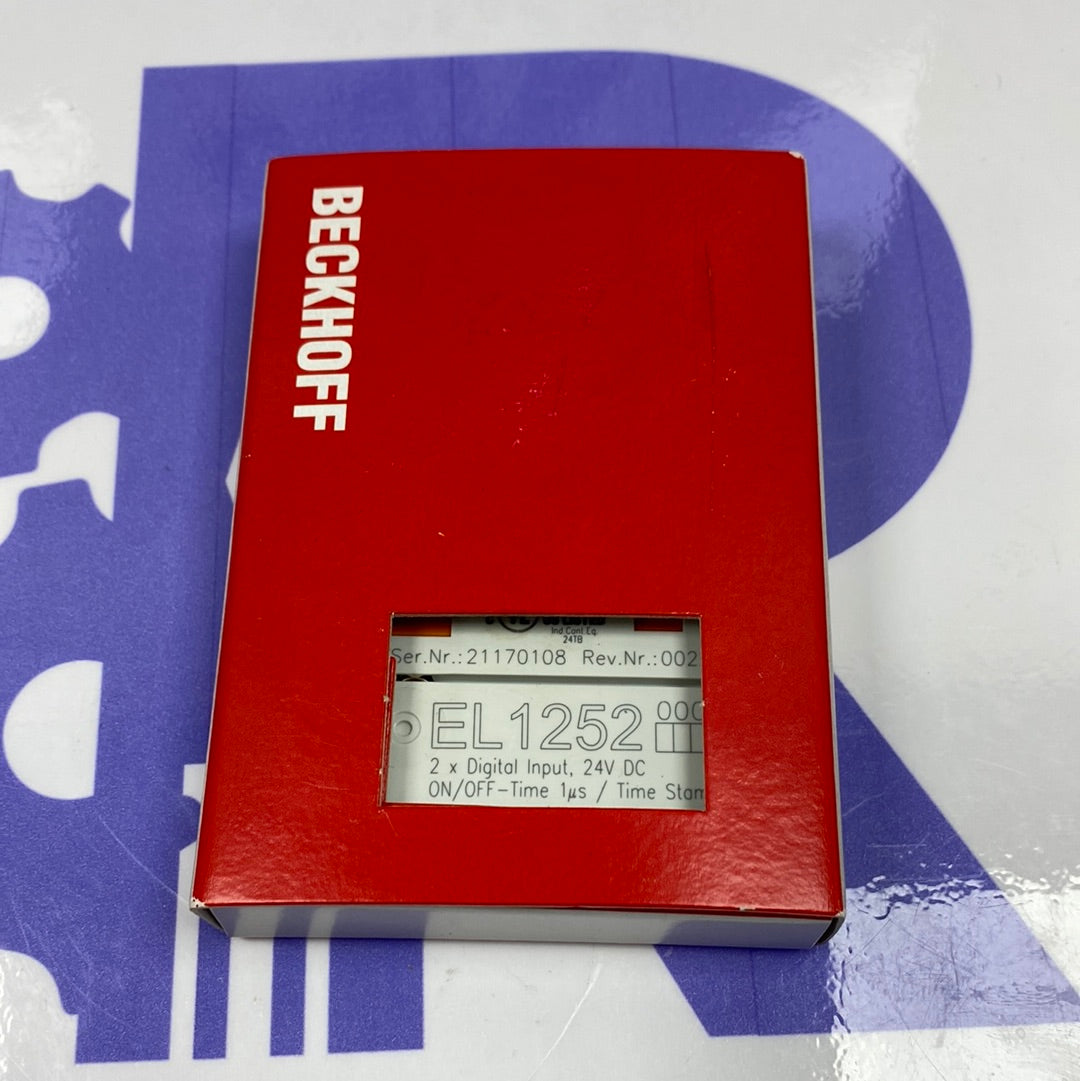 BECKHOFF
Ind.Cont.Eq.
24TB
Ser.Nr.:21170108 Rev.Nr.:002
EL1252
2 x Digital Input, 24V DC
ON/OFF-Time 1µs / Time Stam